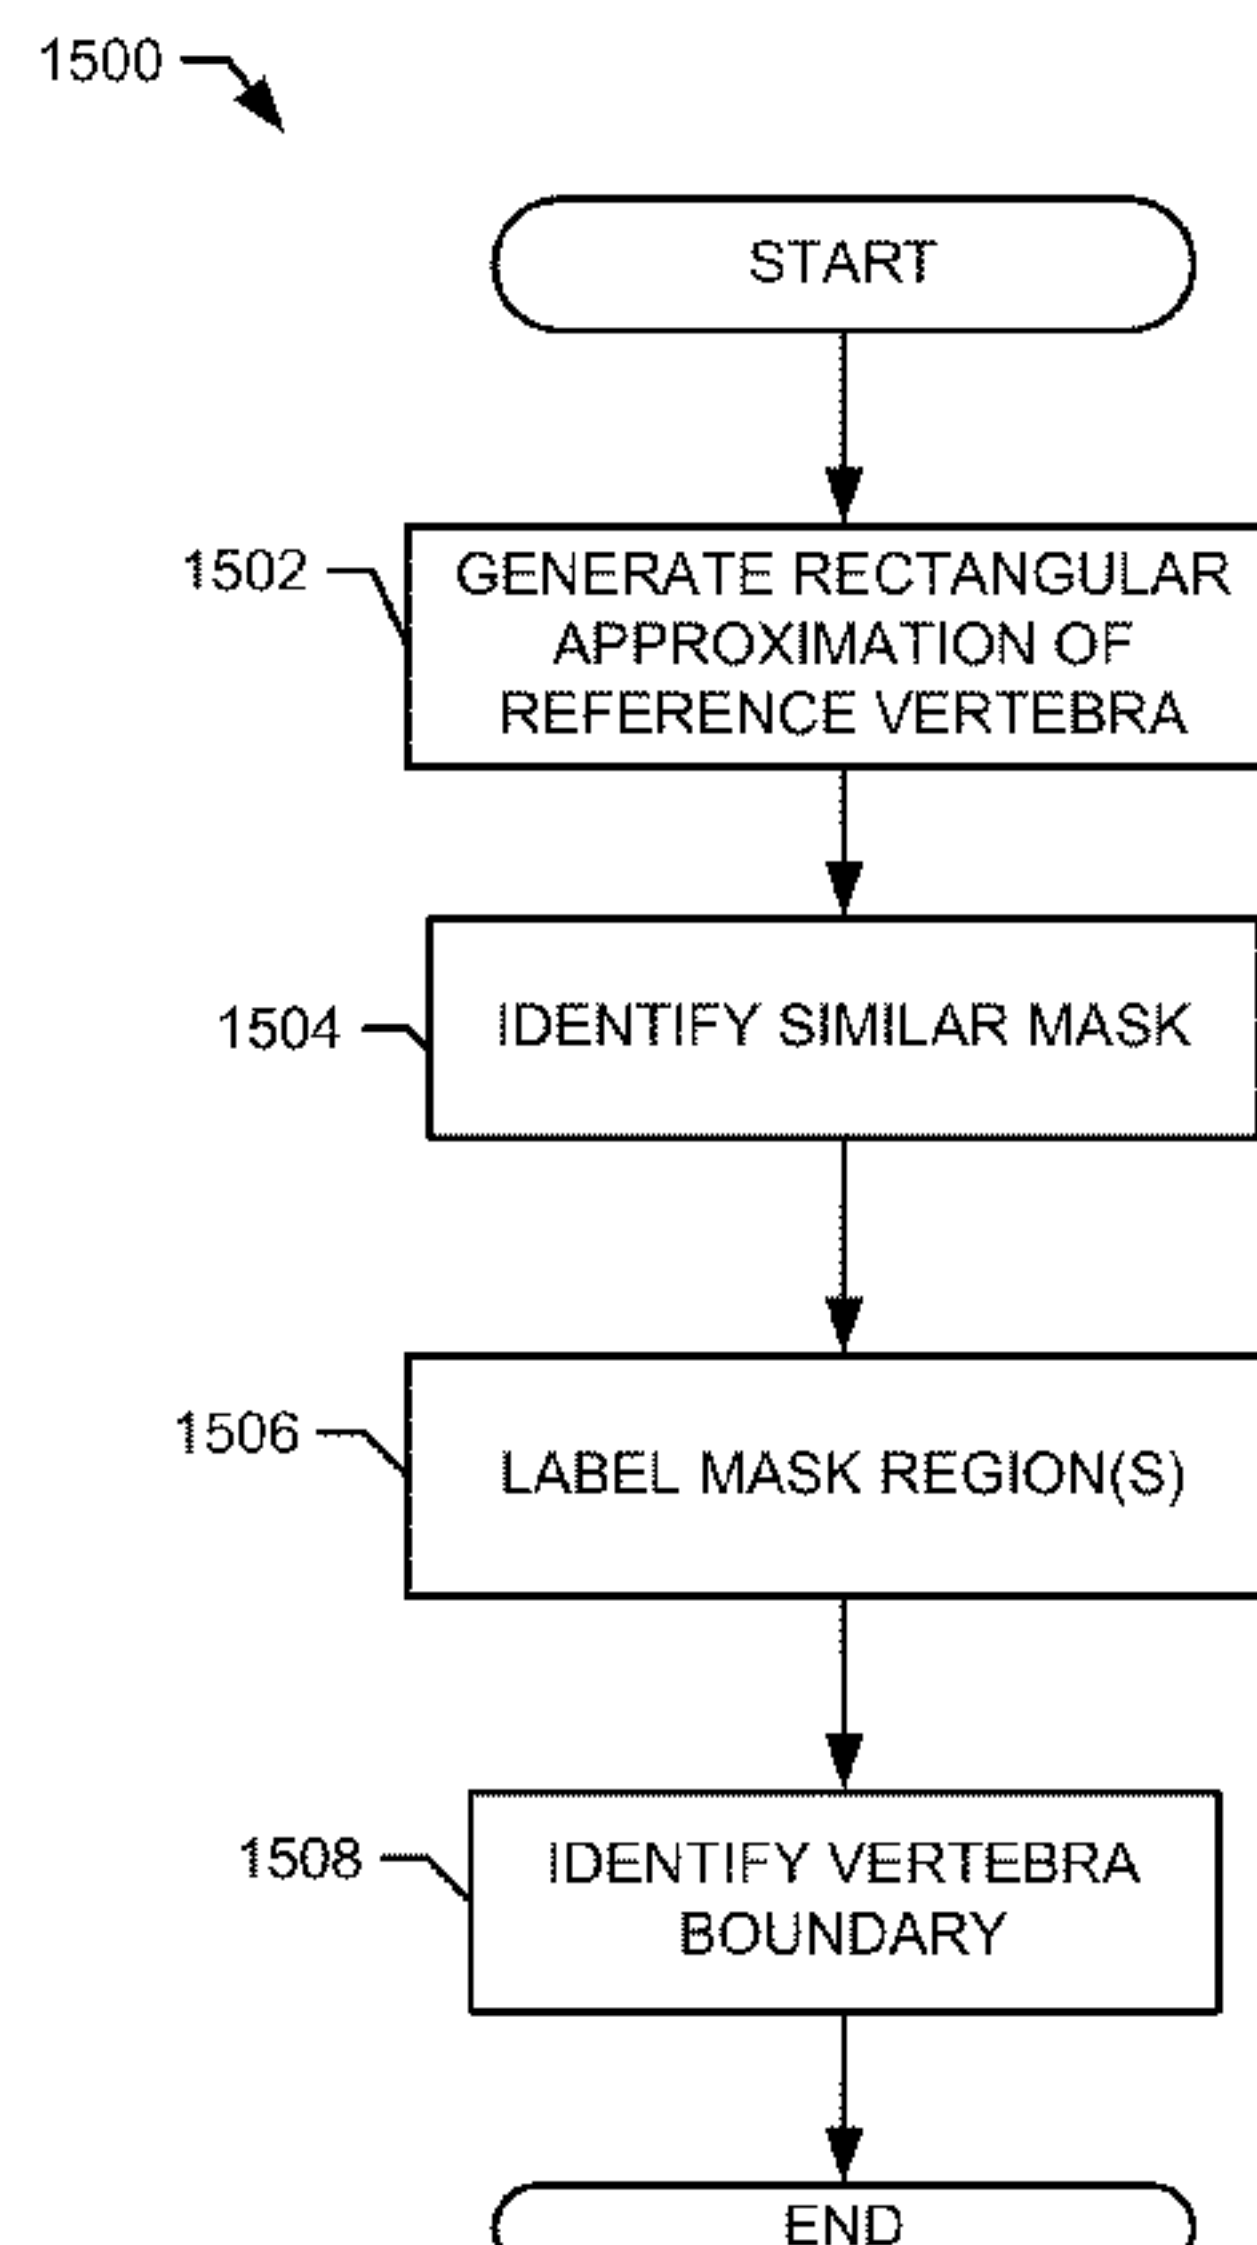 1500
START
1502
GENERATE RECTANGULAR
APPROXIMATION OF
REFERENCE VERTEBRA
1504
IDENTIFY SIMILAR MASK
1506
LABEL MASK REGION(S)
1508
IDENTIFY VERTEBRA
BOUNDARY
END